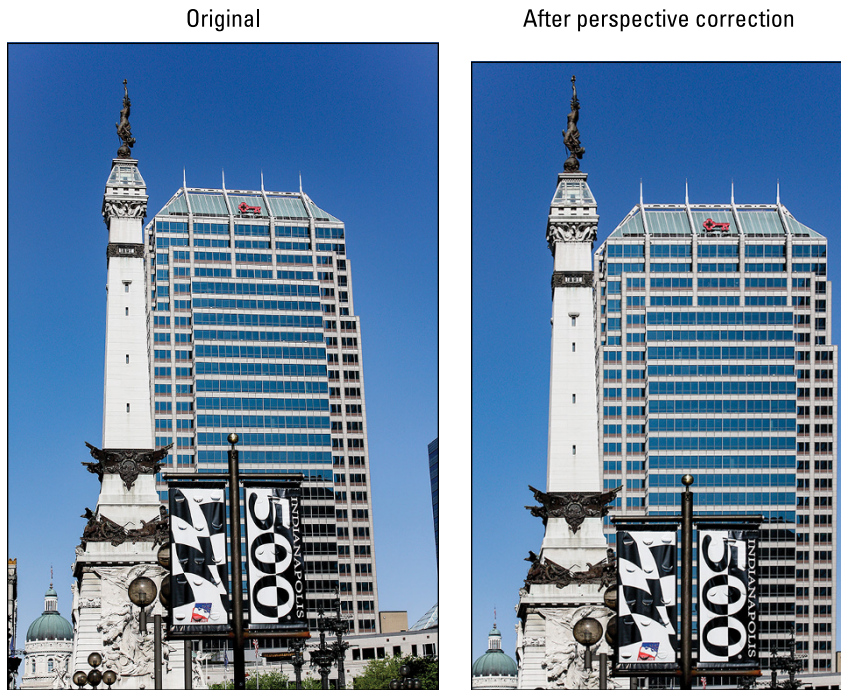 Original
After perspective correction
500
INDIANAPOLIS
500
INDIANAPOLIS